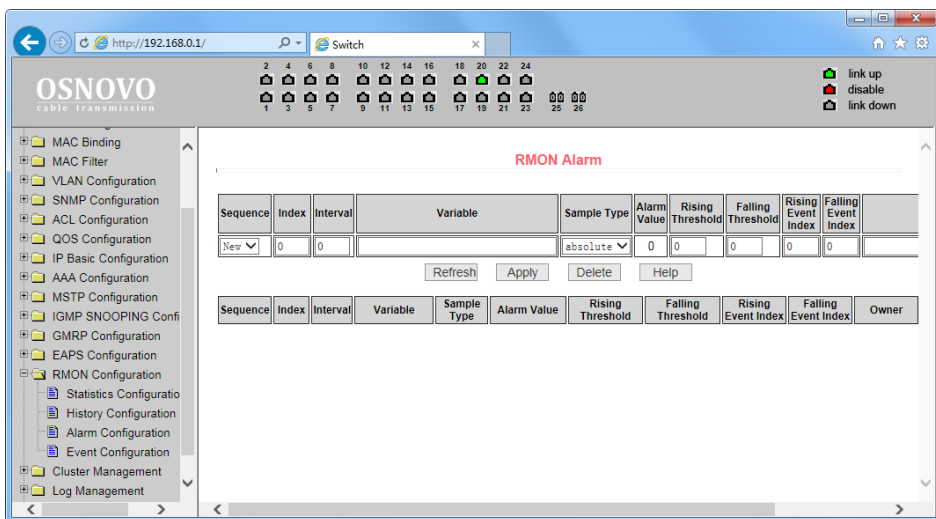 http://192.168.0.1/
Switch
OSNOVO
cable transmission
2 4 6 8 10 12 14 16 18 20 22 24
1 3 5 7 9 11 13 15 17 19 21 23 25 26
link up
disable
link down
MAC Binding
MAC Filter
VLAN Configuration
SNMP Configuration
ACL Configuration
QOS Configuration
IP Basic Configuration
AAA Configuration
MSTP Configuration
IGMP SNOOPING Confi
GMRP Configuration
EAPS Configuration
RMON Configuration
Statistics Configuratio
History Configuration
Alarm Configuration
Event Configuration
Cluster Management
Log Management
RMON Alarm
Sequence Index Interval Variable Sample Type Alarm Value Rising Threshold Falling Threshold Rising Event Index Falling Event Index
New 0 0 absolute 0 0 0 0 0
Refresh Apply Delete Help
Sequence Index Interval Variable Sample Type Alarm Value Rising Threshold Falling Threshold Rising Event Index Falling Event Index Owner